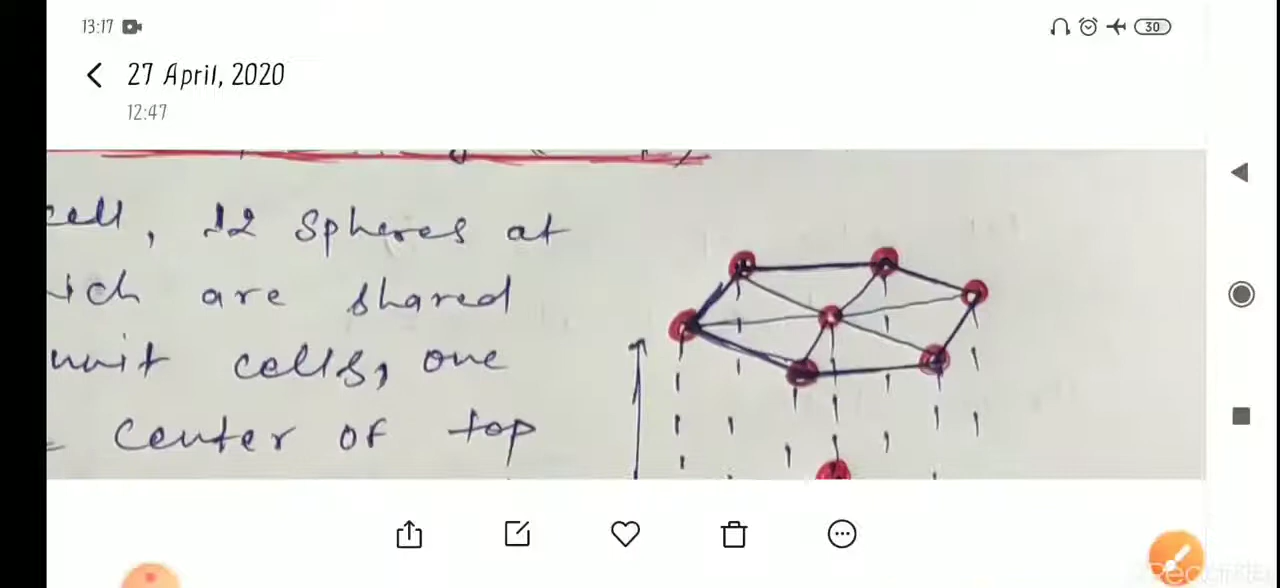 13:17
30
27 April, 2020
12:47
cell, 12 spheres at
ich are shared
unit cells, one
center of top